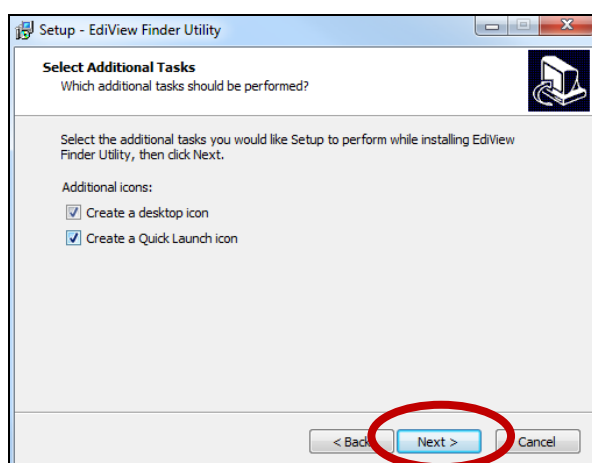 Setup - EdiView Finder Utility
Select Additional Tasks
Which additional tasks should be performed?
Select the additional tasks you would like Setup to perform while installing EdiView
Finder Utility, then click Next.
Additional icons:
Create a desktop icon
Create a Quick Launch icon
< Back Next > Cancel